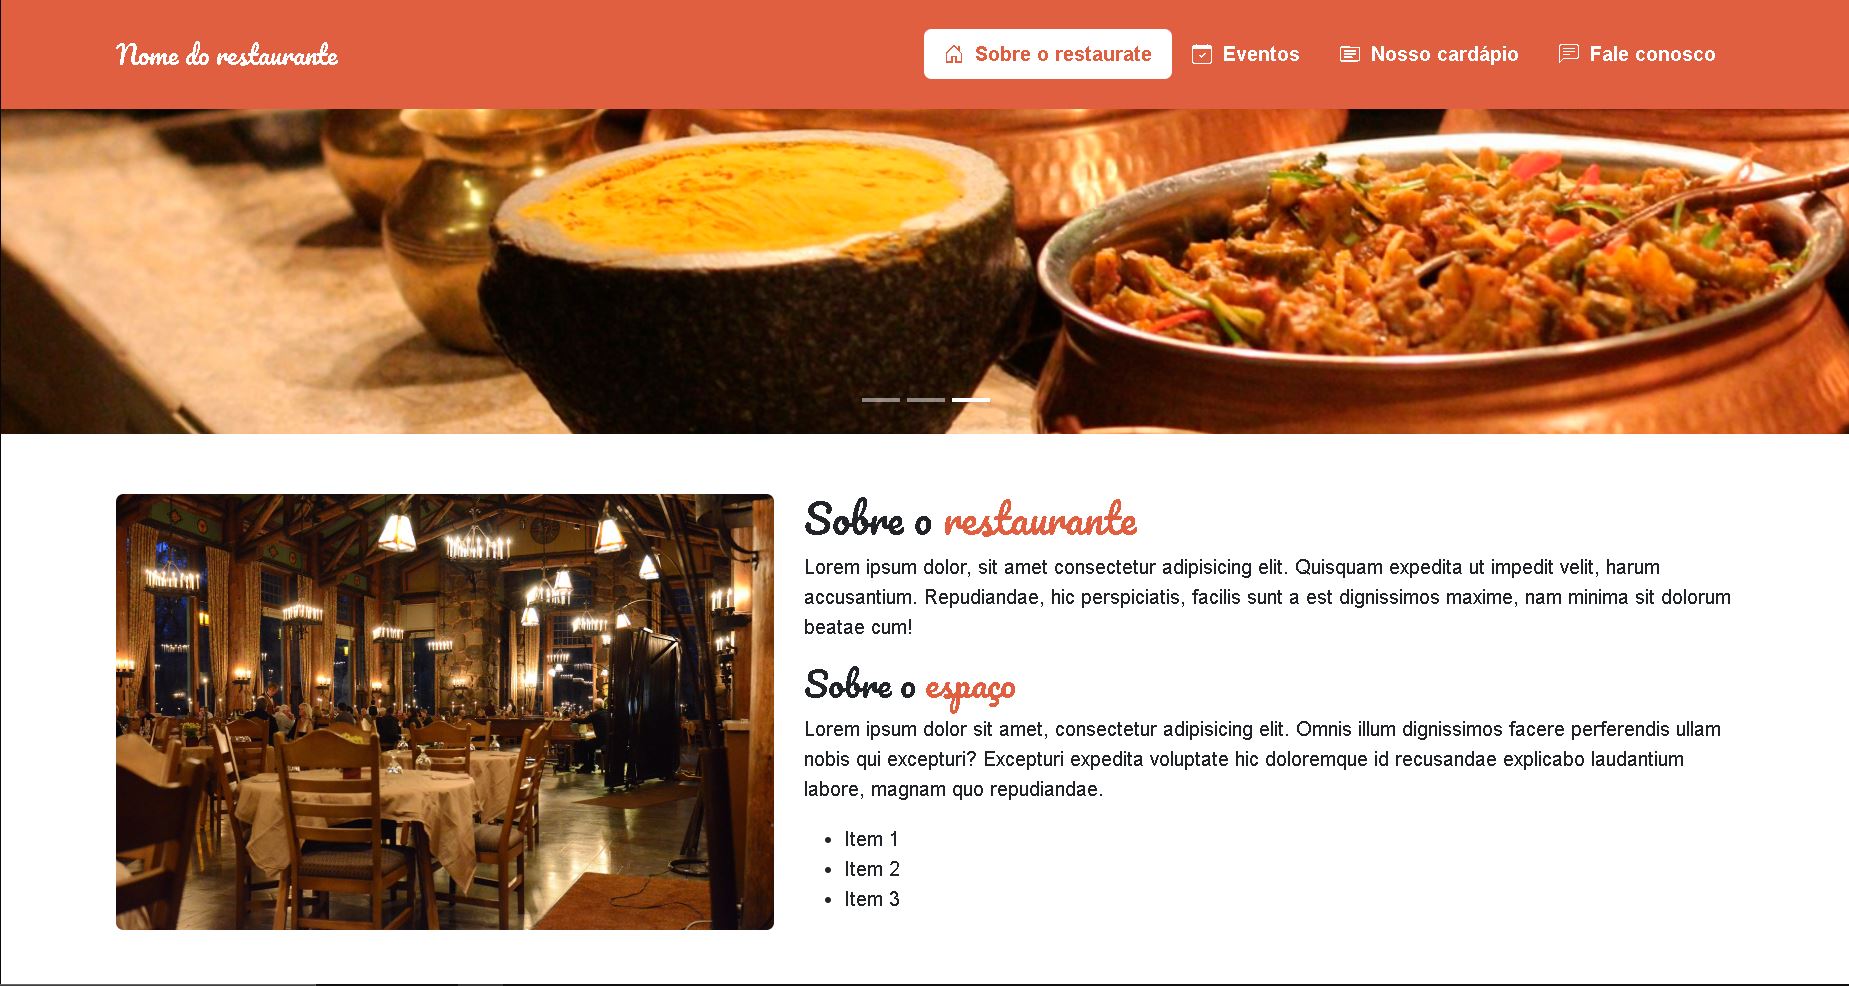 Nome do restaurante
Sobre o restaurate
Eventos
Nosso cardápio
Fale conosco
Sobre o restaurante
Lorem ipsum dolor, sit amet consectetur adipisicing elit. Quisquam expedita ut impedit velit, harum
accusantium. Repudiandae, hic perspiciatis, facilis sunt a est dignissimos maxime, nam minima sit dolorum
beatae cum!
Sobre o espaço
Lorem ipsum dolor sit amet, consectetur adipisicing elit. Omnis illum dignissimos facere perferendis ullam
nobis qui excepturi? Excepturi expedita voluptate hic doloremque id recusandae explicabo laudantium
labore, magnam quo repudiandae.
Item 1
Item 2
Item 3